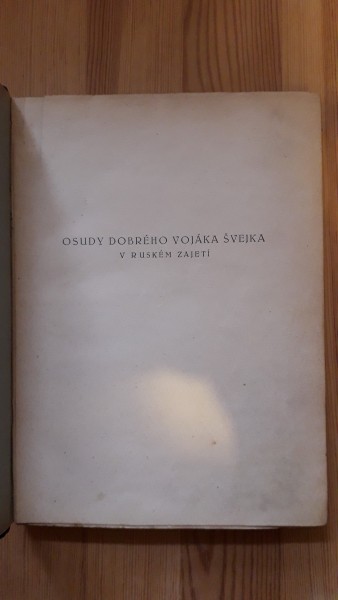 OSUDY DOBRÉHO VOJÁKA ŠVEJKA
V RUSKÉM ZAJETÍ